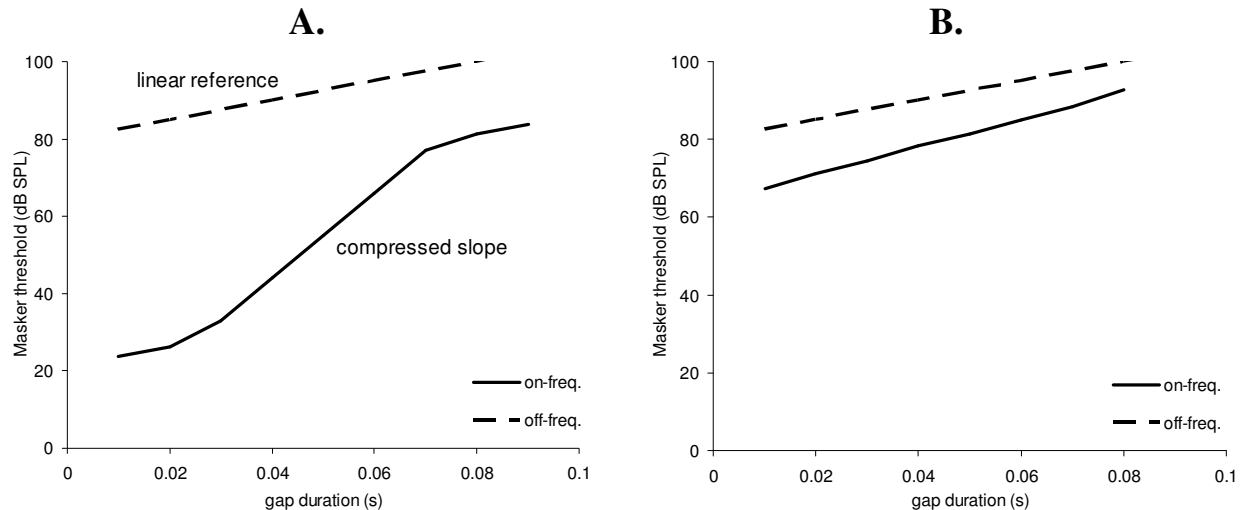 A.
100
80
60
40
20
0
Masker threshold (dB SPL)
linear reference
compressed slope
on-freq.
off-freq.
0
0.02
0.04
0.06
0.08
0.1
gap duration (s)
B.
100
80
60
40
20
0
Masker threshold (dB SPL)
on-freq.
off-freq.
0
0.02
0.04
0.06
0.08
0.1
gap duration (s)